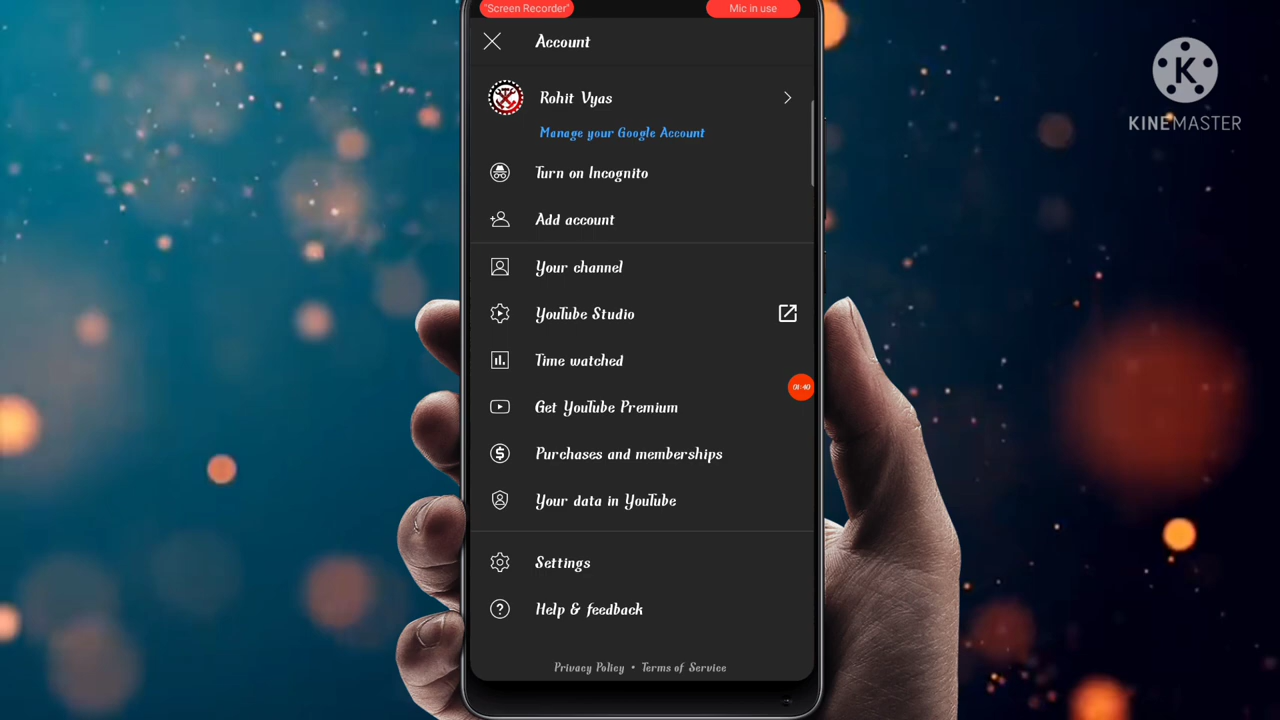 "Screen Recorder"
Mic in use
Account
Rohit Vyas
Manage your Google Account
Turn on Incognito
Add account
Your channel
YouTube Studio
Time watched
01:40
Get YouTube Premium
Purchases and memberships
Your data in YouTube
Settings
Help & feedback
Privacy Policy • Terms of Service
K
KINEMASTER